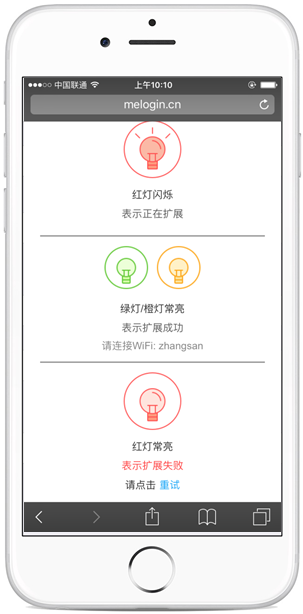 中国联通 上午10:10
melogin.cn
红灯闪烁
表示正在扩展
绿灯/橙灯常亮
表示扩展成功
请连接WiFi: zhangsan
红灯常亮
表示扩展失败
请点击 重试